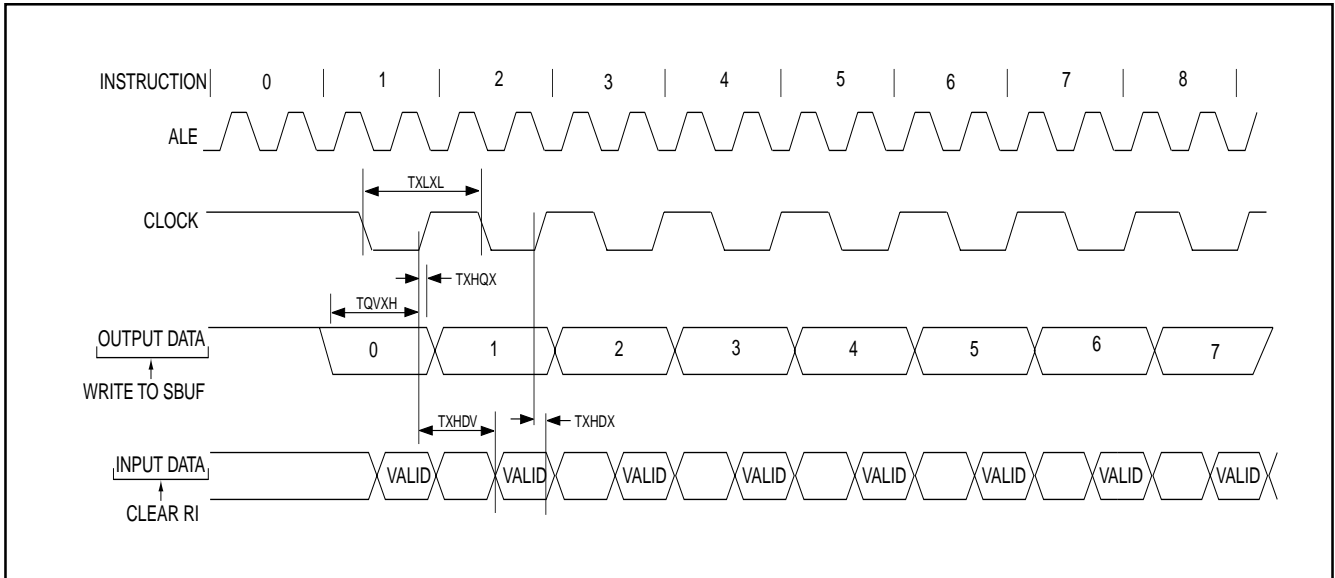 INSTRUCTION 0 1 2 3 4 5 6 7 8
ALE
TXLXL
CLOCK
TXHQX
TQVXH
OUTPUT DATA 0 1 2 3 4 5 6 7
WRITE TO SBUF
TXHDV TXHDX
INPUT DATA VALID VALID VALID VALID VALID VALID VALID VALID
CLEAR RI